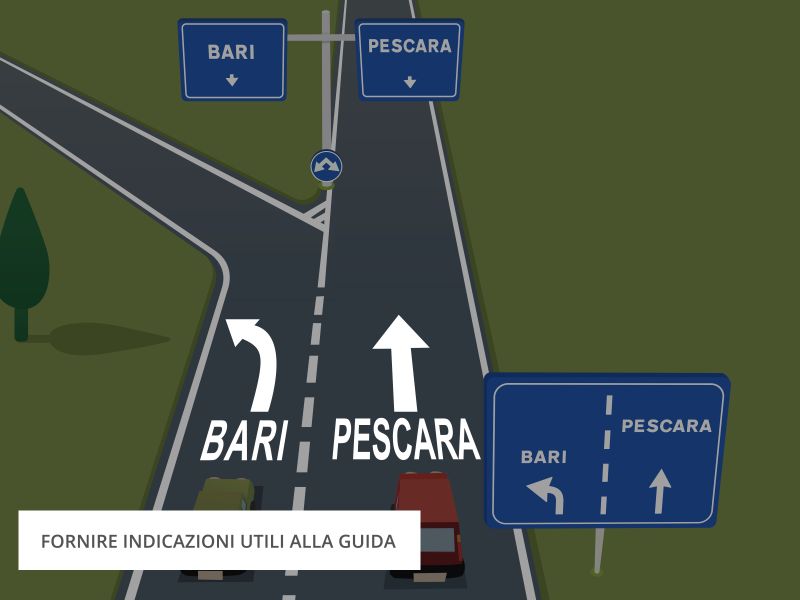 BARI
PESCARA
BARI
PESCARA
PESCARA
BARI
FORNIRE INDICAZIONI UTILI ALLA GUIDA